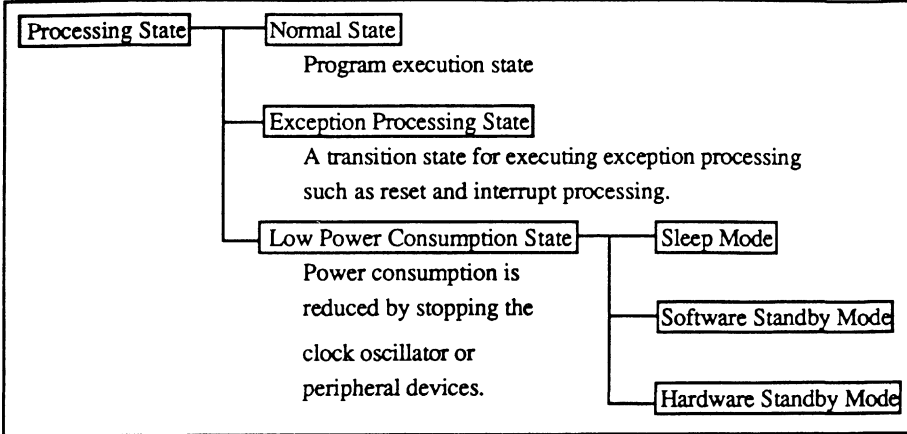 Processing State
Normal State
Program execution state
Exception Processing State
A transition state for executing exception processing
such as reset and interrupt processing.
Low Power Consumption State
Power consumption is
reduced by stopping the
clock oscillator or
peripheral devices.
Sleep Mode
Software Standby Mode
Hardware Standby Mode